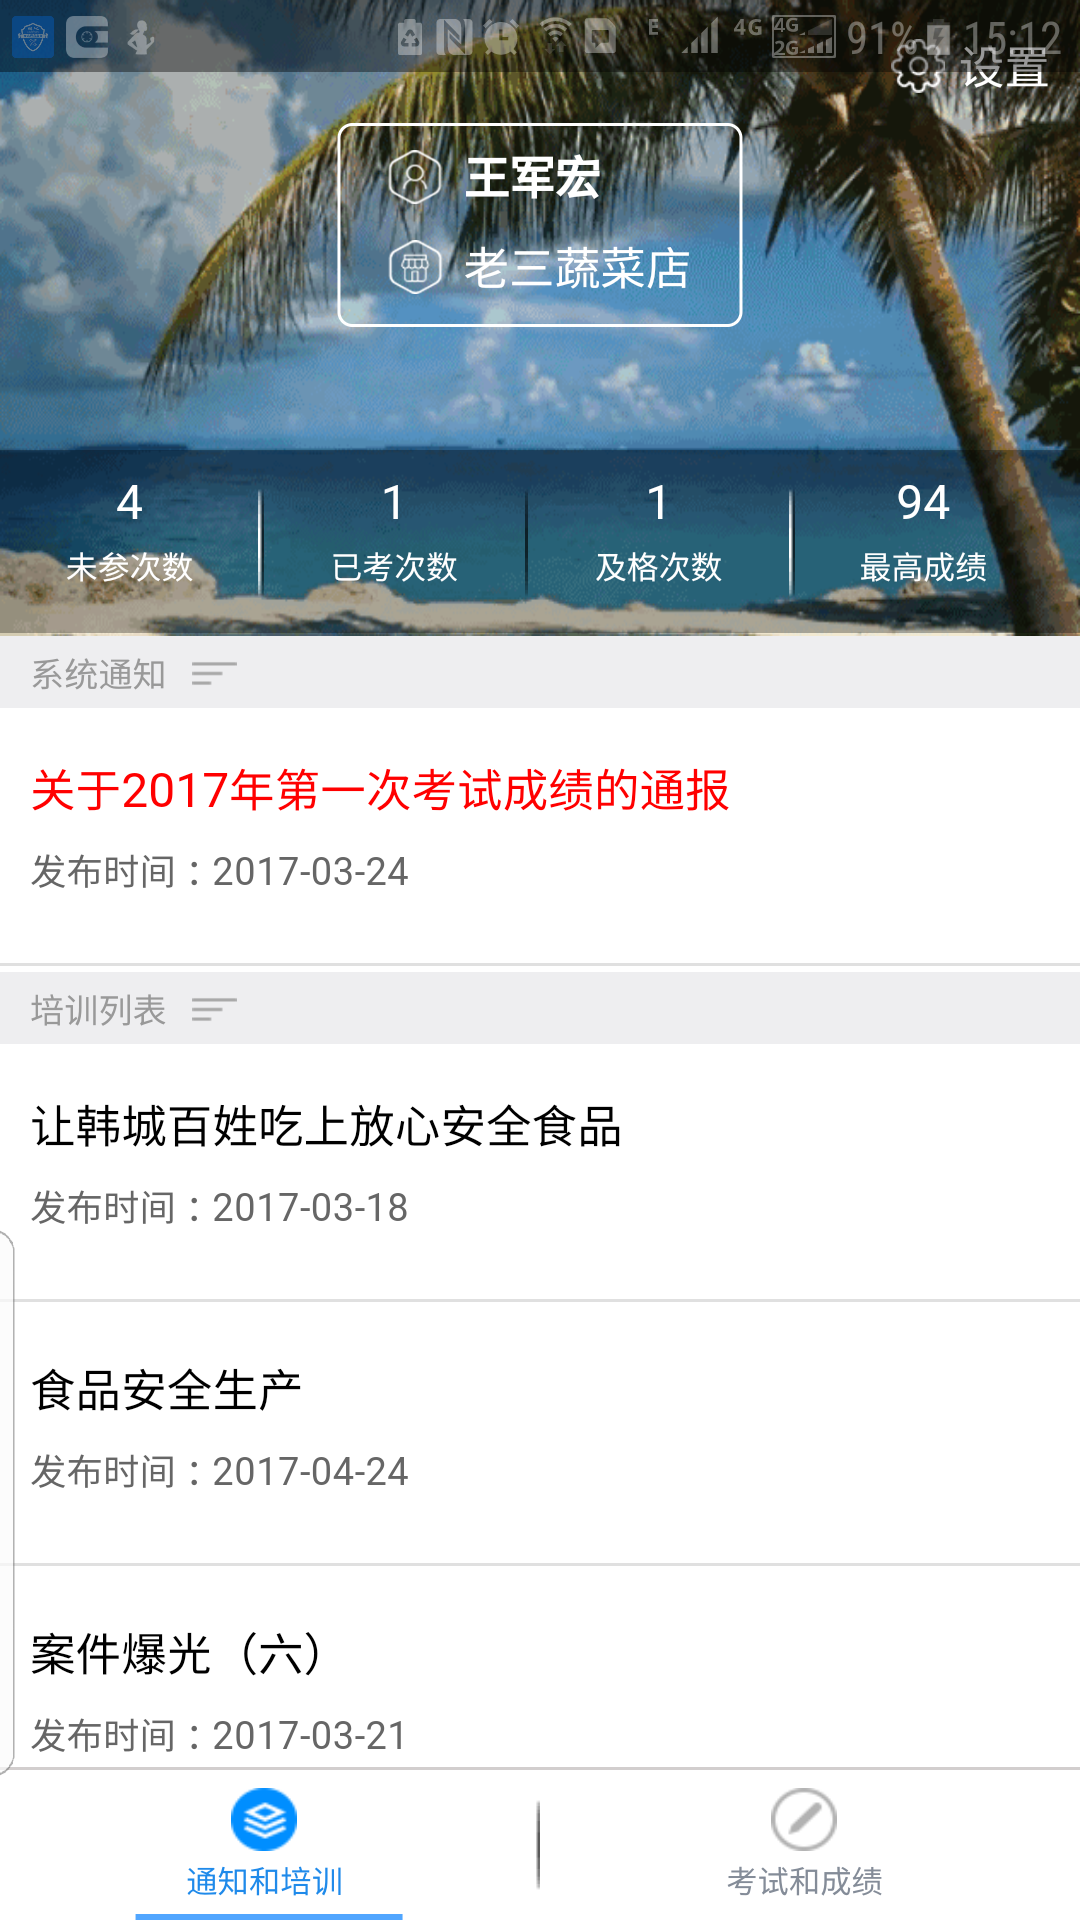 E 4G 4G 2G 91% 15:12
设置
王军宏
老三蔬菜店
4 1 1 94
未参次数 已考次数 及格次数 最高成绩
系统通知
关于2017年第一次考试成绩的通报
发布时间：2017-03-24
培训列表
让韩城百姓吃上放心安全食品
发布时间：2017-03-18
食品安全生产
发布时间：2017-04-24
案件爆光（六）
发布时间：2017-03-21
通知和培训 考试和成绩